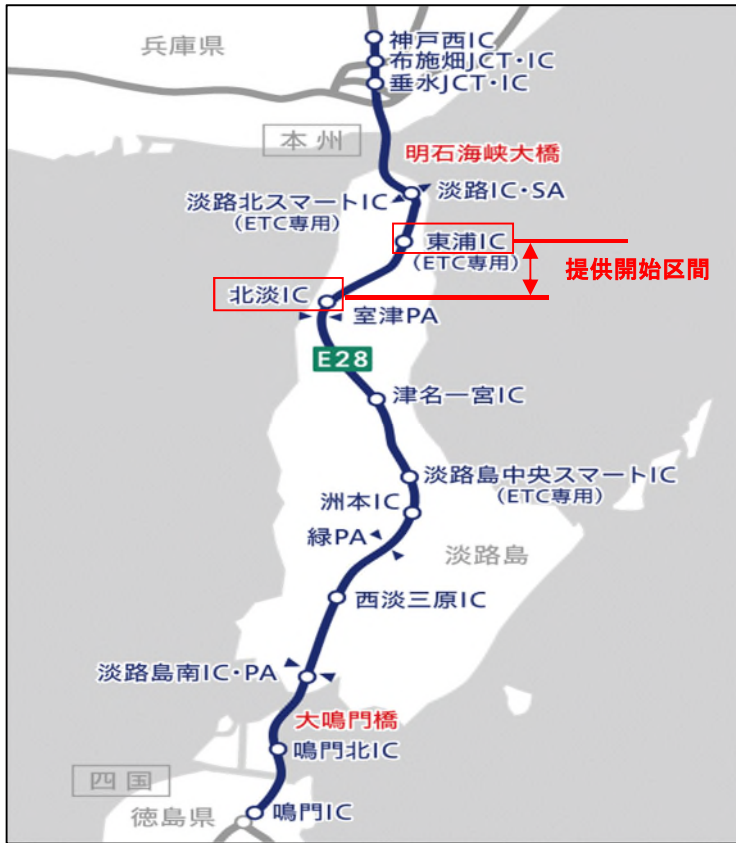 兵庫県
神戸西IC
布施畑JCT・IC
垂水JCT・IC
本州
明石海峡大橋
淡路IC・SA
淡路北スマートIC
(ETC専用)
東浦IC
(ETC専用)
提供開始区間
北淡IC
室津PA
E28
津名一宮IC
淡路島中央スマートIC
(ETC専用)
洲本IC
緑PA
淡路島
西淡三原IC
淡路島南IC・PA
大鳴門橋
鳴門北IC
四国
徳島県
鳴門IC